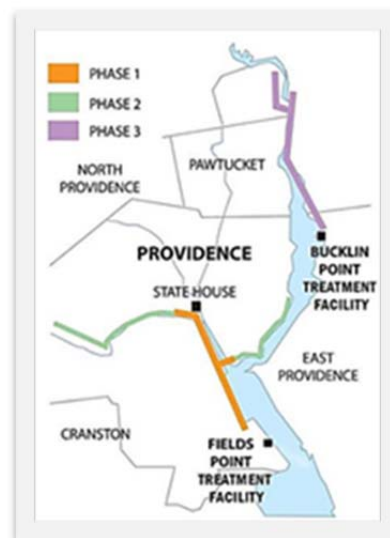 PHASE 1
PHASE 2
PHASE 3
NORTH
PROVIDENCE
PAWTUCKET
PROVIDENCE
STATE HOUSE
BUCKLIN
POINT
TREATMENT
FACILITY
EAST
PROVIDENCE
CRANSTON
FIELDS
POINT
TREATMENT
FACILITY